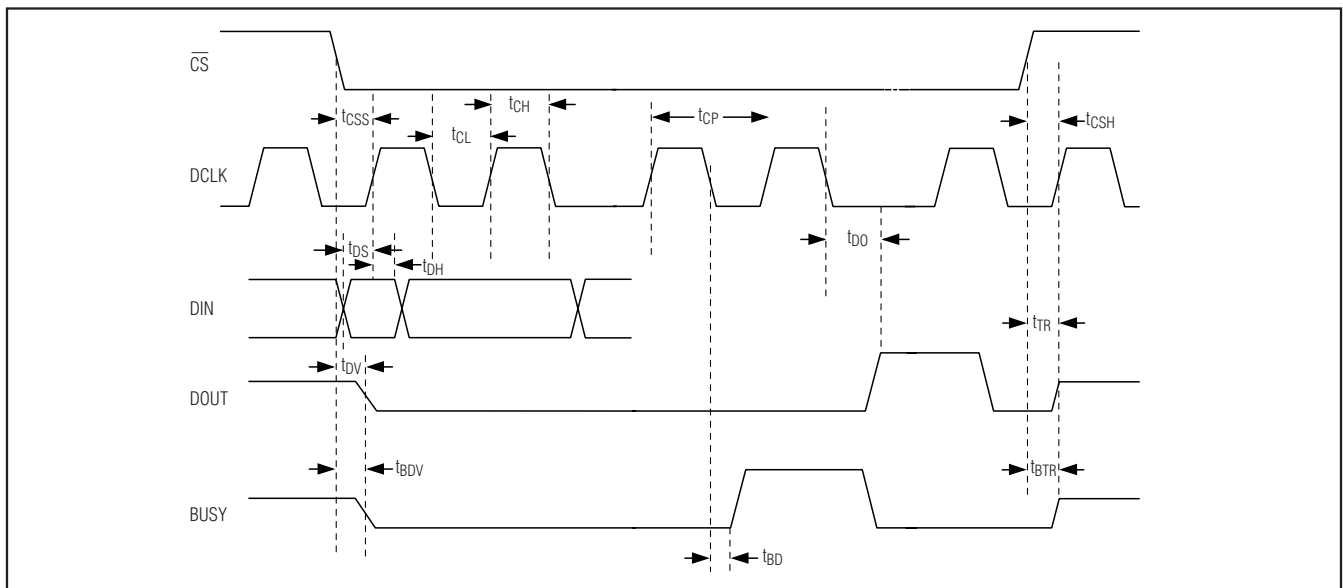 CS
tCSS
tCH
tCL
tCP
tCSH
DCLK
tDS
tDH
tDO
DIN
tTR
tDV
DOUT
tBDV
tBTR
BUSY
tBD